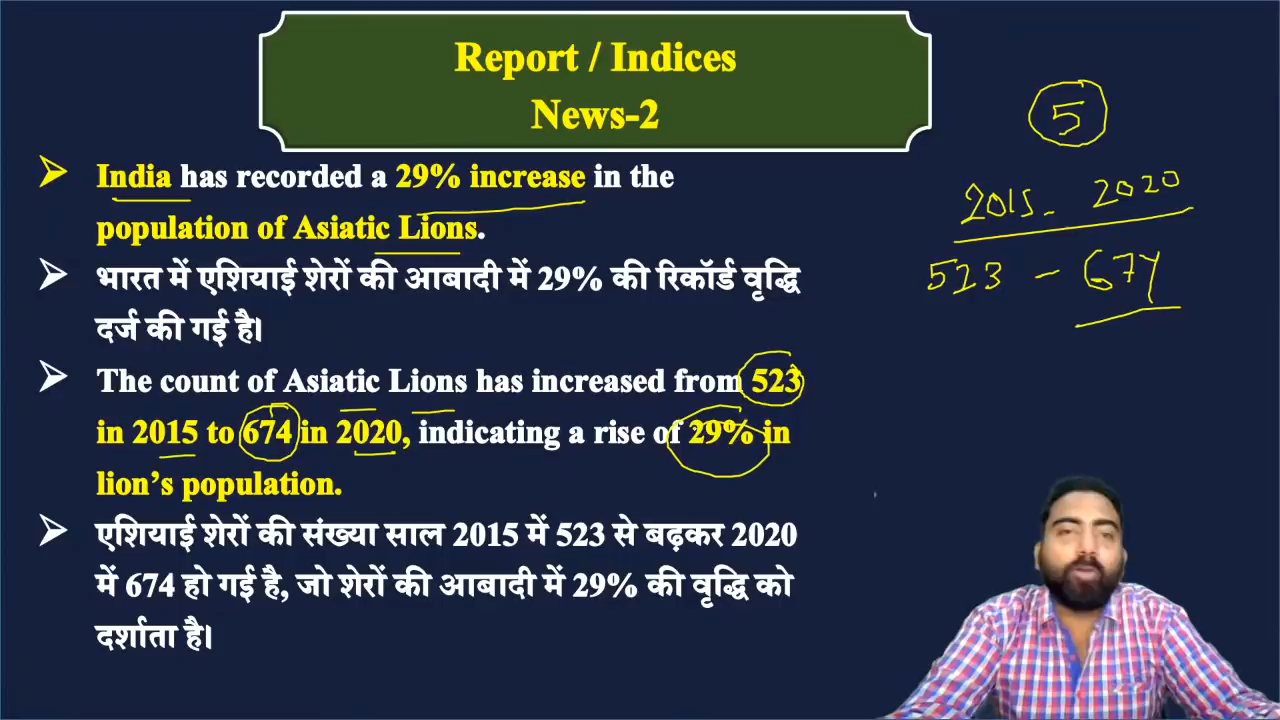 Report / Indices
News-2
India has recorded a 29% increase in the
population of Asiatic Lions.
भारत में एशियाई शेरों की आबादी में 29% की रिकॉर्ड वृद्धि
दर्ज की गई है।
The count of Asiatic Lions has increased from 523
in 2015 to 674 in 2020, indicating a rise of 29% in
lion’s population.
एशियाई शेरों की संख्या साल 2015 में 523 से बढ़कर 2020
में 674 हो गई है, जो शेरों की आबादी में 29% की वृद्धि को
दर्शाता है।
5
2015 - 2020
523 - 674